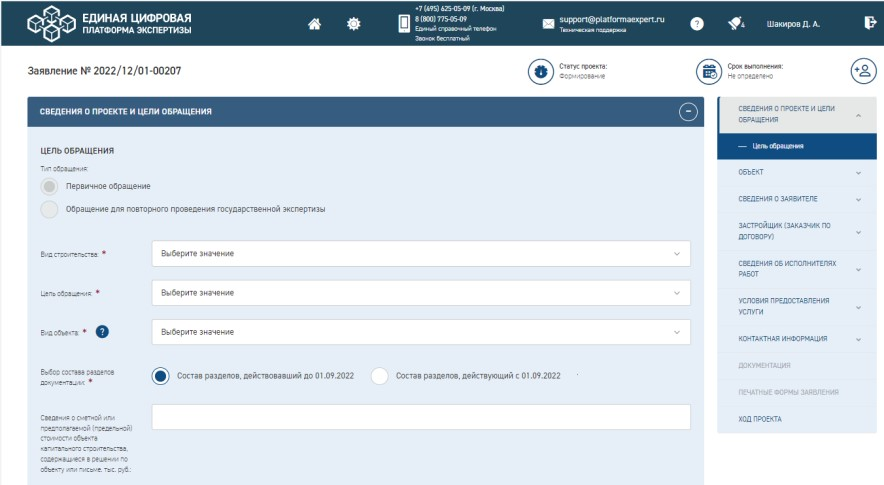 ЕДИНАЯ ЦИФРОВАЯ
ПЛАТФОРМА ЭКСПЕРТИЗЫ
+7 (495) 625-05-09 (г. Москва)
8 (800) 775-05-09
Единый справочный телефон
Звонок бесплатный
support@platformaexpert.ru
Техническая поддержка
?
4
Шакиров Д. А.
Заявление № 2022/12/01-00207
Статус проекта:
Формирование
Срок выполнения:
Не определено
СВЕДЕНИЯ О ПРОЕКТЕ И ЦЕЛИ ОБРАЩЕНИЯ
ЦЕЛЬ ОБРАЩЕНИЯ
Тип обращения:
Первичное обращение
Обращение для повторного проведения государственной экспертизы
Вид строительства: *
Выберите значение
Цель обращения: *
Выберите значение
Вид объекта: * ?
Выберите значение
Выбор состава разделов
документации: *
Состав разделов, действовавший до 01.09.2022
Состав разделов, действующий с 01.09.2022
Сведения о сметной или
предполагаемой (предельной)
стоимости объекта
капитального строительства,
содержащиеся в решении по
объекту или письме, тыс. руб.:
СВЕДЕНИЯ О ПРОЕКТЕ И ЦЕЛИ
ОБРАЩЕНИЯ
— Цель обращения
ОБЪЕКТ
СВЕДЕНИЯ О ЗАЯВИТЕЛЕ
ЗАСТРОЙЩИК (ЗАКАЗЧИК ПО
ДОГОВОРУ)
СВЕДЕНИЯ ОБ ИСПОЛНИТЕЛЯХ
РАБОТ
УСЛОВИЯ ПРЕДОСТАВЛЕНИЯ
УСЛУГИ
КОНТАКТНАЯ ИНФОРМАЦИЯ
ДОКУМЕНТАЦИЯ
ПЕЧАТНЫЕ ФОРМЫ ЗАЯВЛЕНИЯ
ХОД ПРОЕКТА